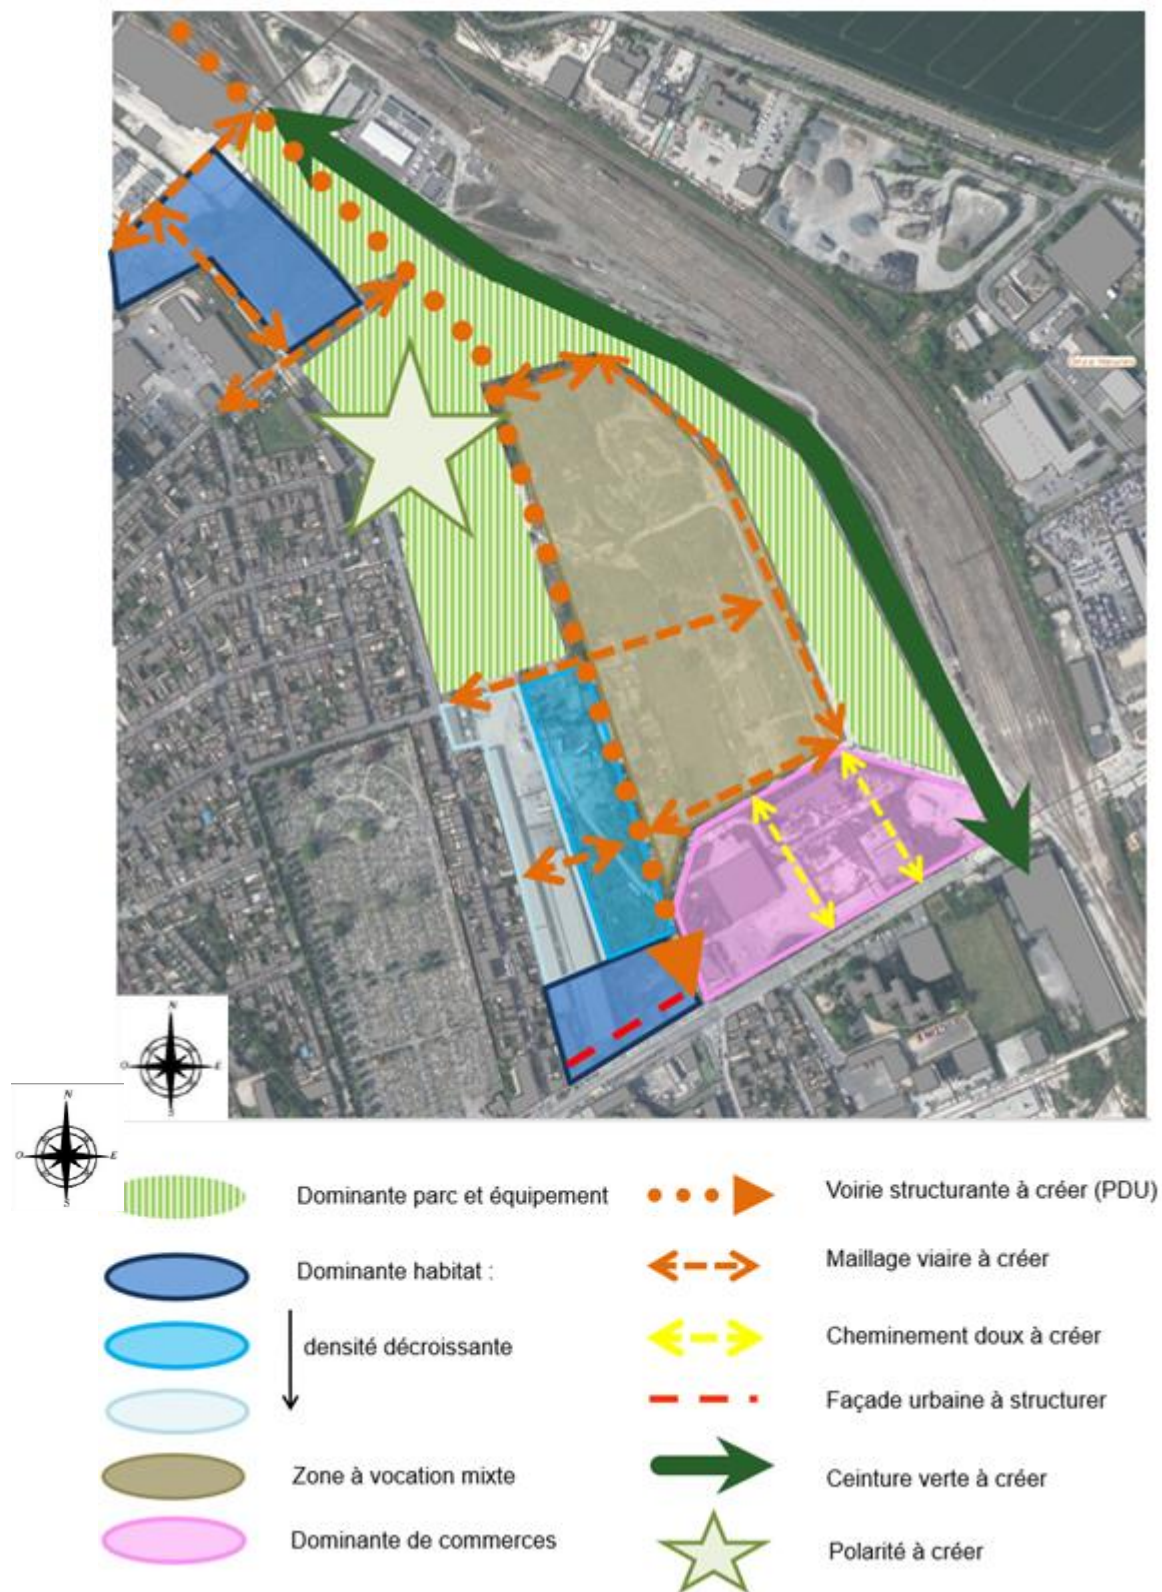 N
O
E
S
N
O
E
S
Dominante parc et équipement
Dominante habitat :
densité décroissante
Zone à vocation mixte
Dominante de commerces
Voirie structurante à créer (PDU)
Maillage viaire à créer
Cheminement doux à créer
Façade urbaine à structurer
Ceinture verte à créer
Polarité à créer